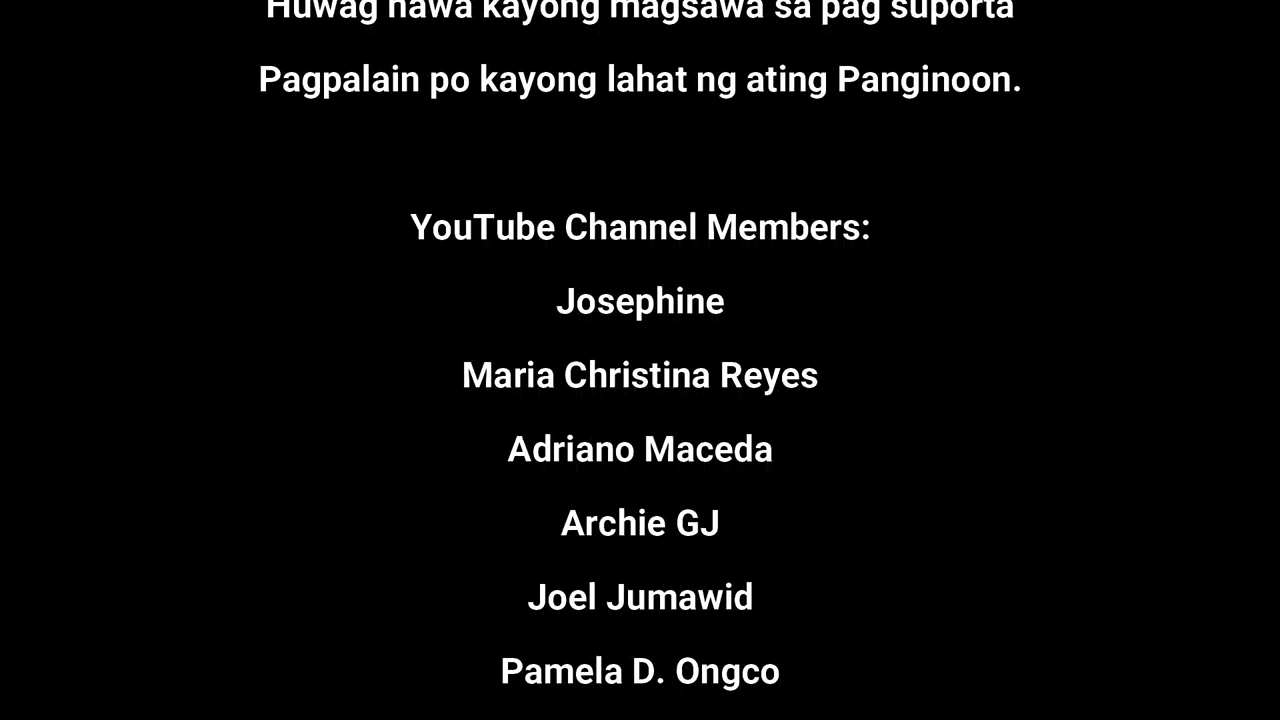 Huwag nawa kayong magsawa sa pag suporta
Pagpalain po kayong lahat ng ating Panginoon.
YouTube Channel Members:
Josephine
Maria Christina Reyes
Adriano Maceda
Archie GJ
Joel Jumawid
Pamela D. Ongco